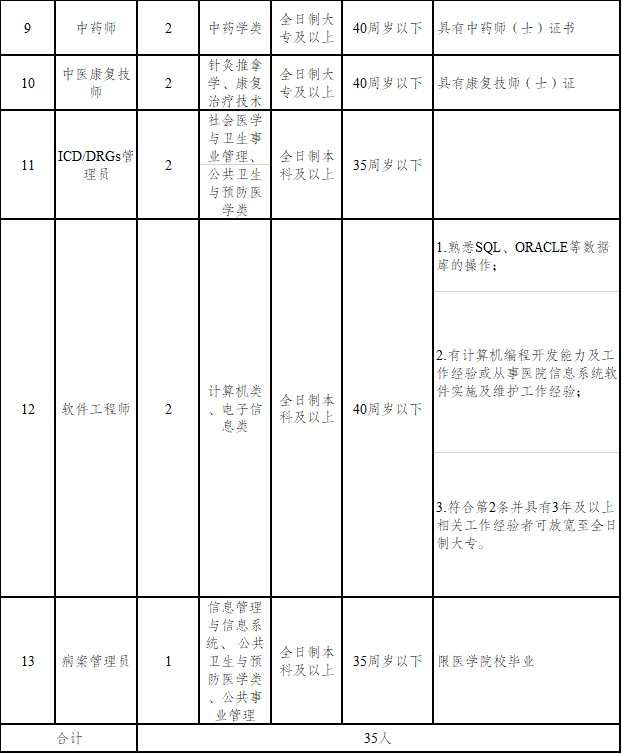 9 中药师 2 中药学类 全日制大专及以上 40周岁以下 具有中药师（士）证书
10 中医康复技师 2 针灸推拿学、康复治疗技术 全日制大专及以上 40周岁以下 具有康复技师（士）证
11 ICD/DRGs管理员 2 社会医学与卫生事业管理、公共卫生与预防医学类 全日制本科及以上 35周岁以下
12 软件工程师 2 计算机类、电子信息类 全日制本科及以上 40周岁以下
1.熟悉SQL、ORACLE等数据
库的操作；
2.有计算机编程开发能力及工
作经验或从事医院信息系统软
件实施及维护工作经验；
3.符合第2条并具有3年及以上
相关工作经验者可放宽至全日
制大专。
13 病案管理员 1 信息管理与信息系统、 公共卫生与预防医学类、公共事业管理 全日制本科及以上 35周岁以下 限医学院校毕业
合计 35人